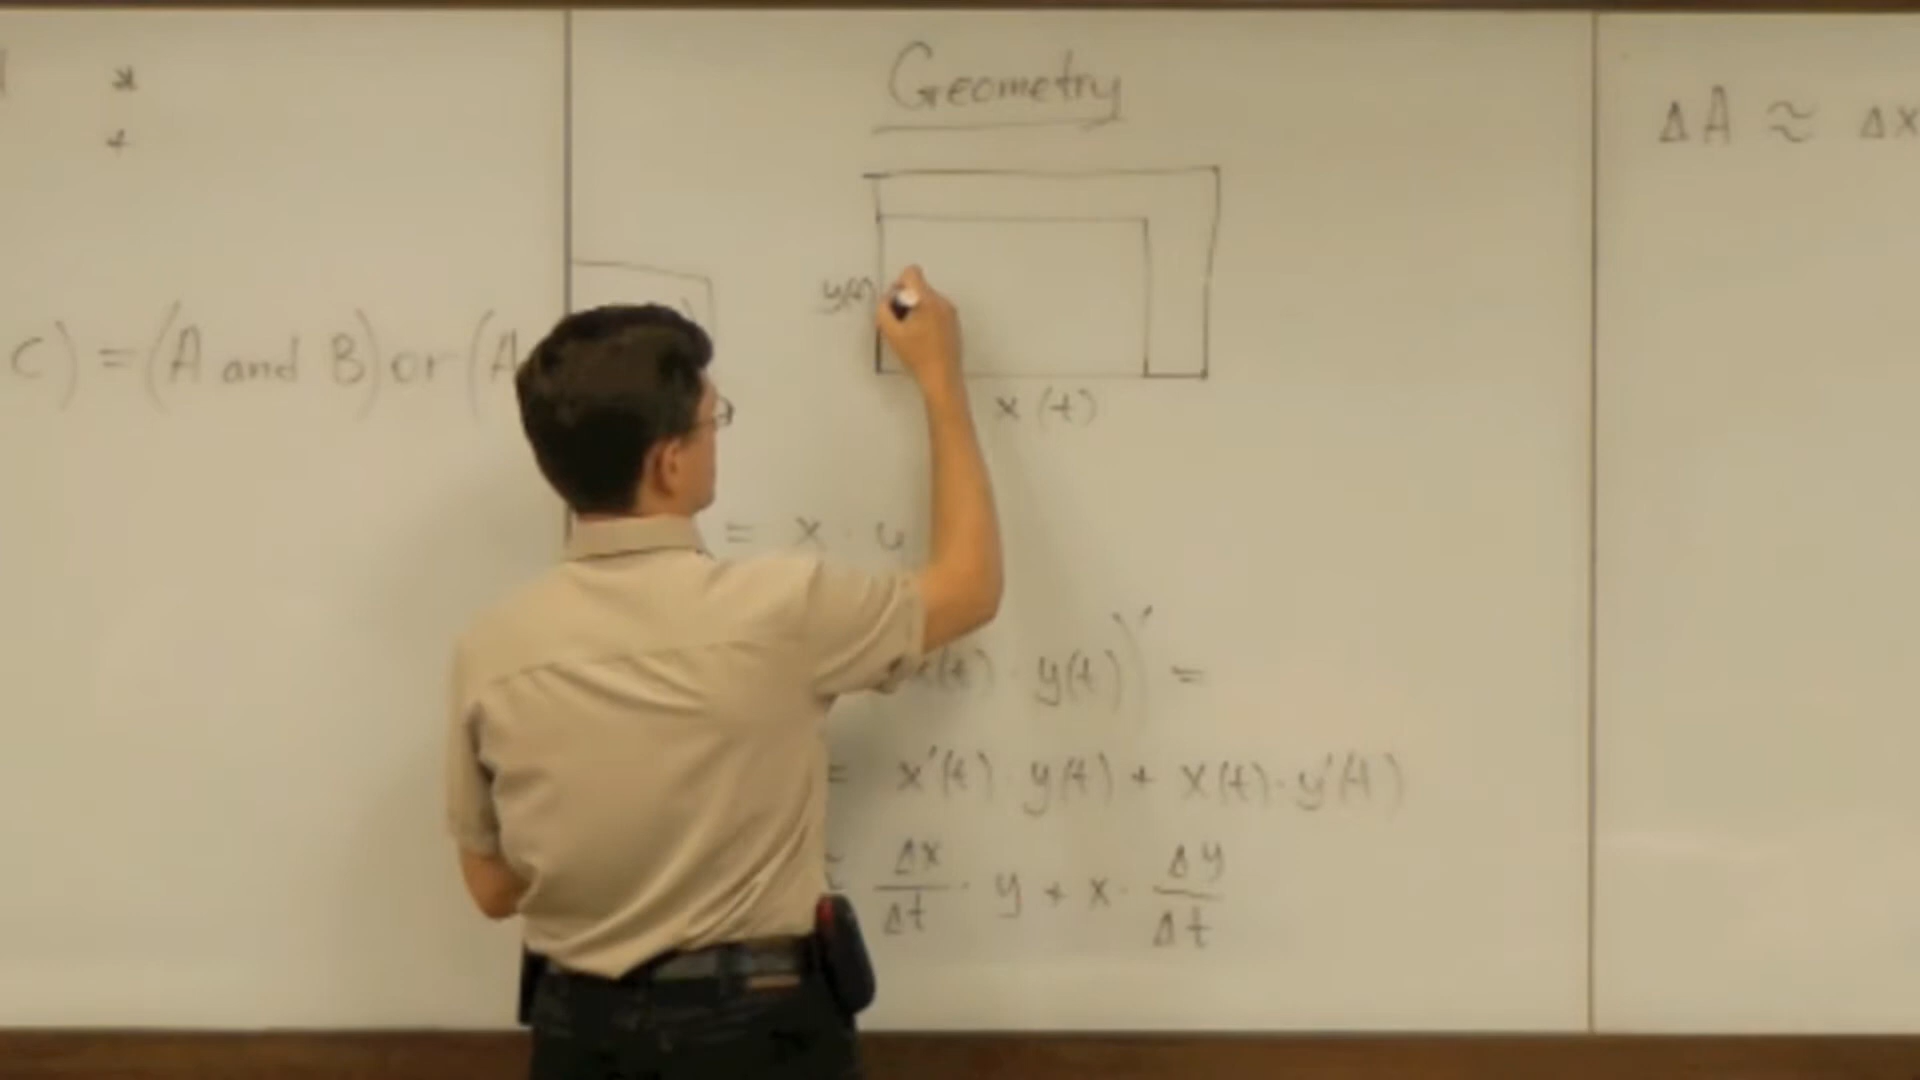 *
+
C) = (A and B) or (A
Geometry
y(t)
x (t)
= x · y
x(t) · y(t))' =
= x'(t) · y(t) + x(t) · y'(t)
≈ Δx/Δt · y + x · Δy/Δt
ΔA ≈ Δx